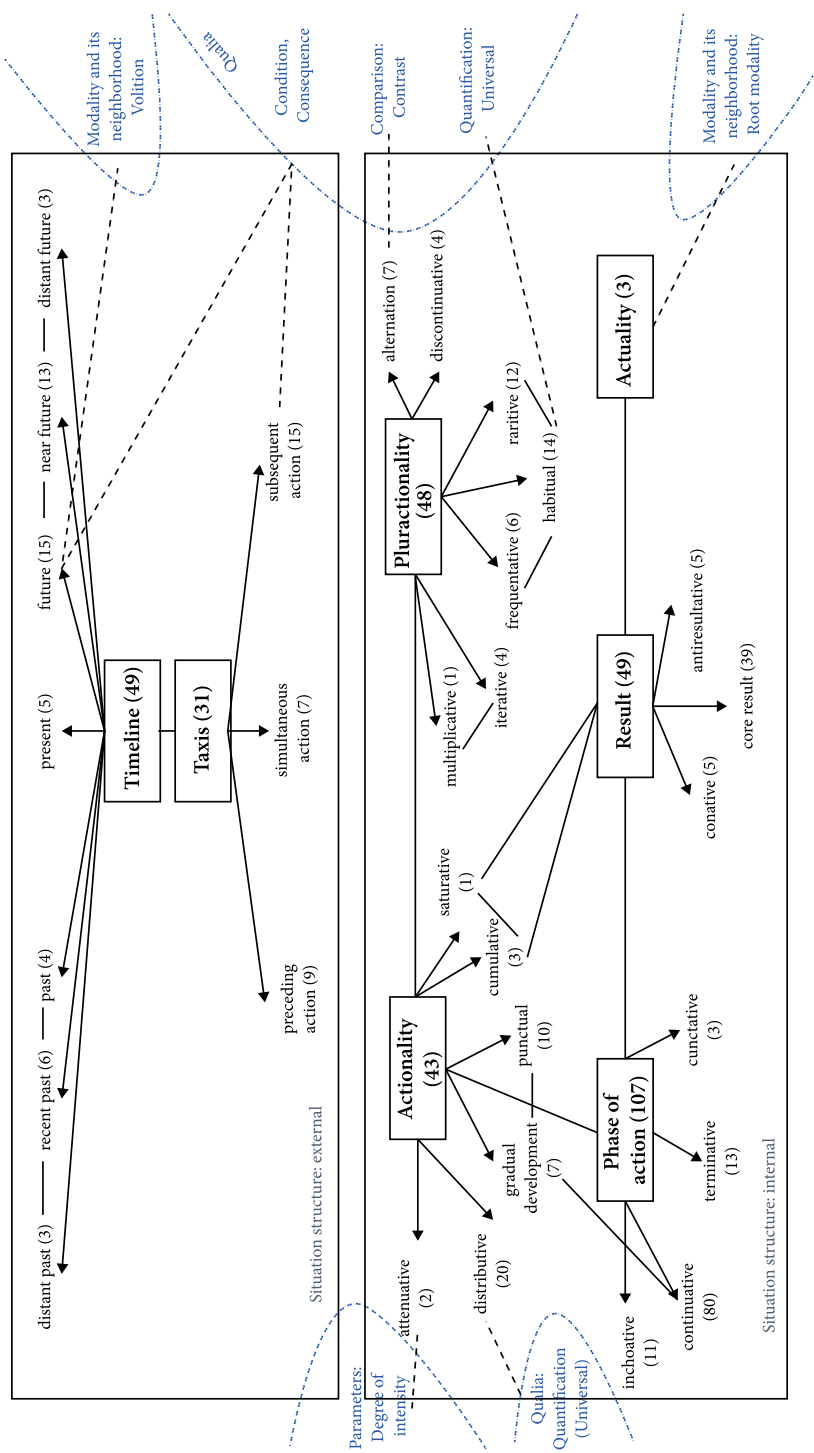 Modality and its
neighborhood:
Volition
Qualia
Condition,
Consequence
distant past (3)
recent past (6)
past (4)
present (5)
future (15)
near future (13)
distant future (3)
Timeline (49)
Taxis (31)
preceding
action (9)
simultaneous
action (7)
subsequent
action (15)
Situation structure: external
Parameters:
Degree of
intensity
Comparison:
Contrast
Quantification:
Universal
attenuative
(2)
Actionality
(43)
Pluractionality
(48)
alternation (7)
discontinuative (4)
distributive
(20)
gradual
development
(7)
punctual
(10)
cumulative
(3)
saturative
(1)
multiplicative (1)
iterative (4)
frequentative (6)
habitual (14)
raritive (12)
Qualia:
Quantification
(Universal)
Modality and its
neighborhood:
Root modality
Phase of
action (107)
Result (49)
Actuality (3)
inchoative
(11)
continuative
(80)
terminative
(13)
cunctative
(3)
conative (5)
core result (39)
antiresultative (5)
Situation structure: internal